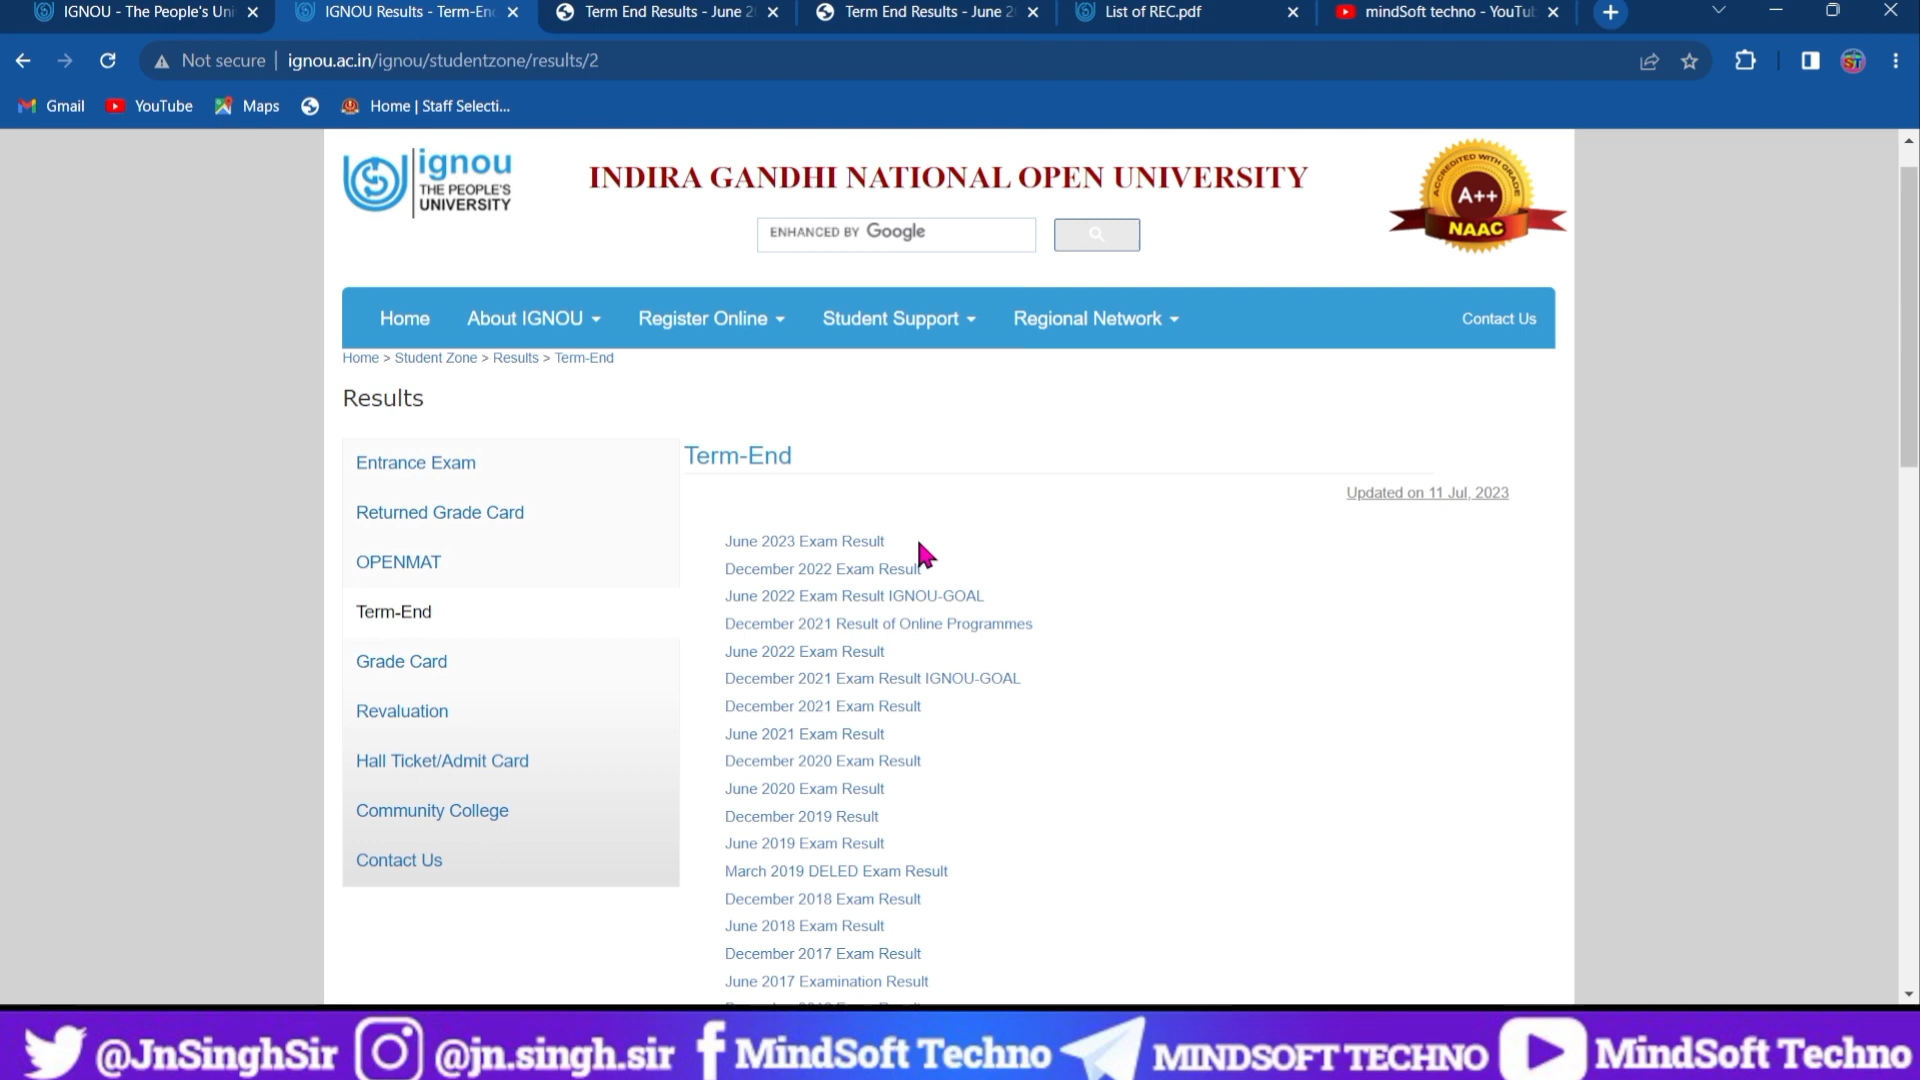 IGNOU - The People's Uni
IGNOU Results - Term-En
Term End Results - June 2
Term End Results - June 2
List of REC.pdf
mindSoft techno - YouTu
Not secure
ignou.ac.in/ignou/studentzone/results/2
Gmail
YouTube
Maps
Home | Staff Selecti...
ignou
THE PEOPLE'S
UNIVERSITY
INDIRA GANDHI NATIONAL OPEN UNIVERSITY
ACCREDITED WITH GRADE
A++
NAAC
ENHANCED BY Google
Home
About IGNOU
Register Online
Student Support
Regional Network
Contact Us
Home > Student Zone > Results > Term-End
Results
Entrance Exam
Returned Grade Card
OPENMAT
Term-End
Grade Card
Revaluation
Hall Ticket/Admit Card
Community College
Contact Us
Term-End
Updated on 11 Jul, 2023
June 2023 Exam Result
December 2022 Exam Result
June 2022 Exam Result IGNOU-GOAL
December 2021 Result of Online Programmes
June 2022 Exam Result
December 2021 Exam Result IGNOU-GOAL
December 2021 Exam Result
June 2021 Exam Result
December 2020 Exam Result
June 2020 Exam Result
December 2019 Result
June 2019 Exam Result
March 2019 DELED Exam Result
December 2018 Exam Result
June 2018 Exam Result
December 2017 Exam Result
June 2017 Examination Result
@JnSinghSir
@jn.singh.sir
MindSoft Techno
MINDSOFT TECHNO
MindSoft Techno